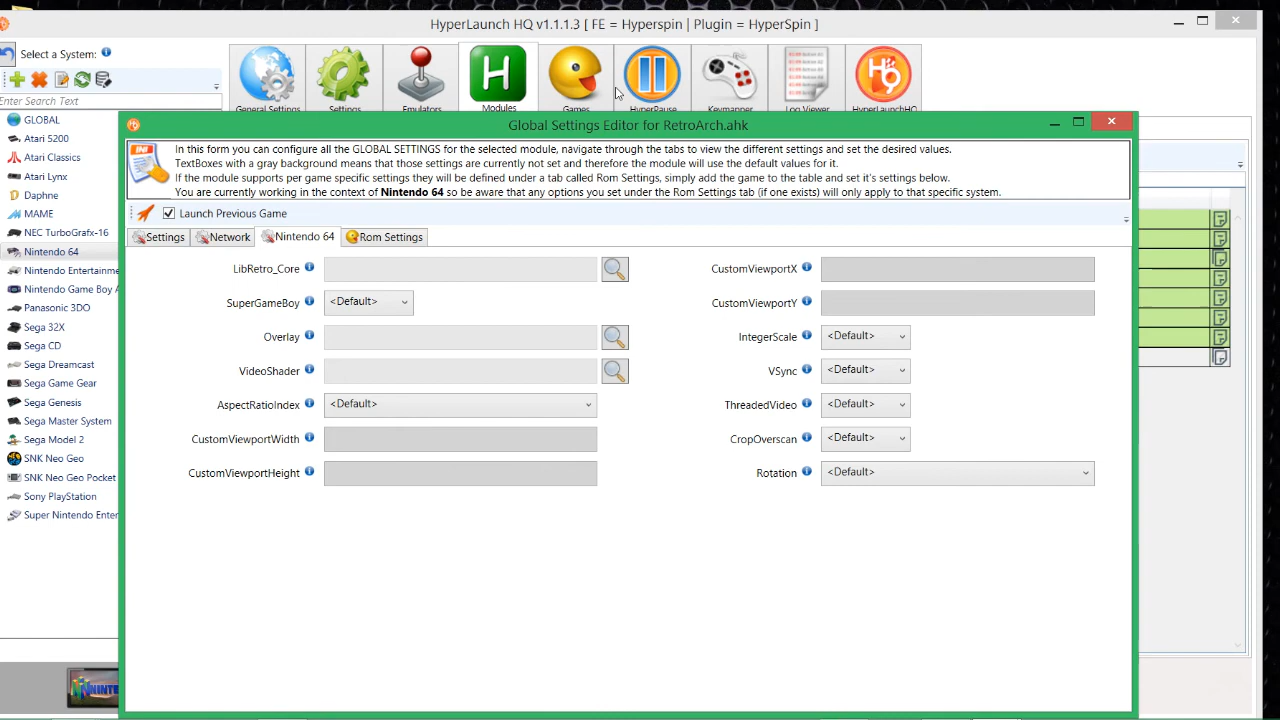 HyperLaunch HQ v1.1.1.3 [ FE = Hyperspin | Plugin = HyperSpin ]
Select a System:
Enter Search Text
General Settings
Settings
Emulators
Modules
Games
HyperPause
Keymapper
Log Viewer
HyperLaunchHQ
GLOBAL
Atari 5200
Atari Classics
Atari Lynx
Daphne
MAME
NEC TurboGrafx-16
Nintendo 64
Nintendo Entertainme
Nintendo Game Boy A
Panasonic 3DO
Sega 32X
Sega CD
Sega Dreamcast
Sega Game Gear
Sega Genesis
Sega Master System
Sega Model 2
SNK Neo Geo
SNK Neo Geo Pocket
Sony PlayStation
Super Nintendo Enter
Global Settings Editor for RetroArch.ahk
In this form you can configure all the GLOBAL SETTINGS for the selected module, navigate through the tabs to view the different settings and set the desired values.
TextBoxes with a gray background means that those settings are currently not set and therefore the module will use the default values for it.
If the module supports per game specific settings they will be defined under a tab called Rom Settings, simply add the game to the table and set it's settings below.
You are currently working in the context of Nintendo 64 so be aware that any options you set under the Rom Settings tab (if one exists) will only apply to that specific system.
Launch Previous Game
Settings
Network
Nintendo 64
Rom Settings
LibRetro_Core
SuperGameBoy <Default>
Overlay
VideoShader
AspectRatioIndex <Default>
CustomViewportWidth
CustomViewportHeight
CustomViewportX
CustomViewportY
IntegerScale <Default>
VSync <Default>
ThreadedVideo <Default>
CropOverscan <Default>
Rotation <Default>